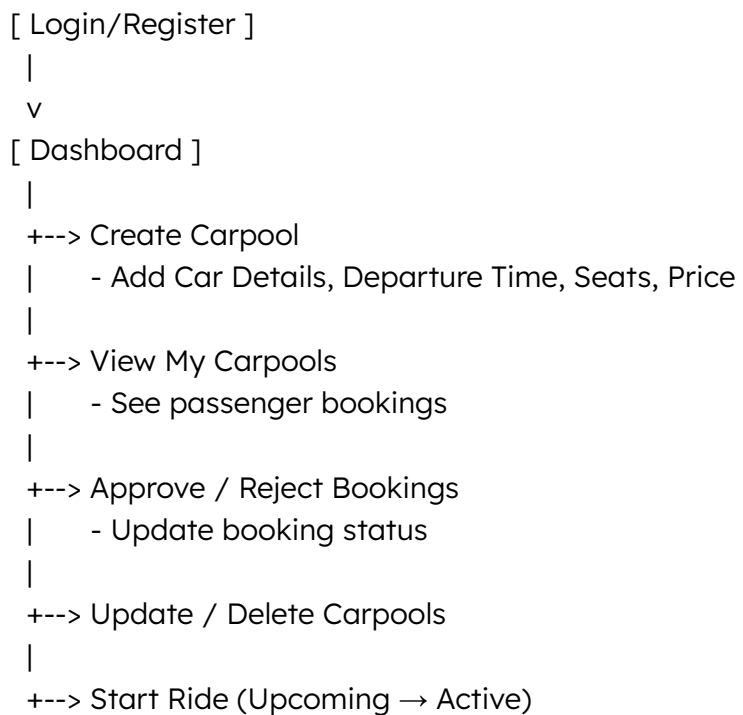 [ Login/Register ]
|
v
[ Dashboard ]
|
+--> Create Carpool
| - Add Car Details, Departure Time, Seats, Price
|
+--> View My Carpools
| - See passenger bookings
|
+--> Approve / Reject Bookings
| - Update booking status
|
+--> Update / Delete Carpools
|
+--> Start Ride (Upcoming → Active)